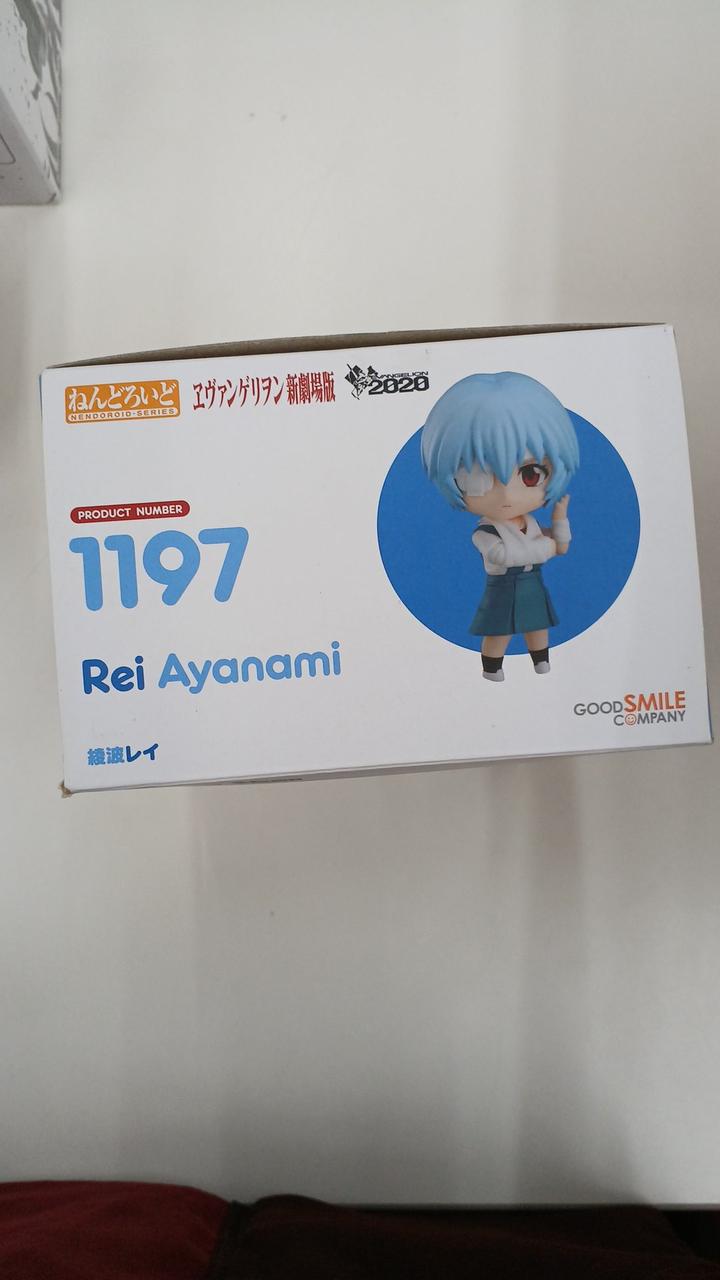 ねんどろいど
NENDOROID-SERIES
ヱヴァンゲリヲン新劇場版
EVANGELION
2020
PRODUCT NUMBER
1197
Rei Ayanami
綾波レイ
GOOD SMILE
COMPANY